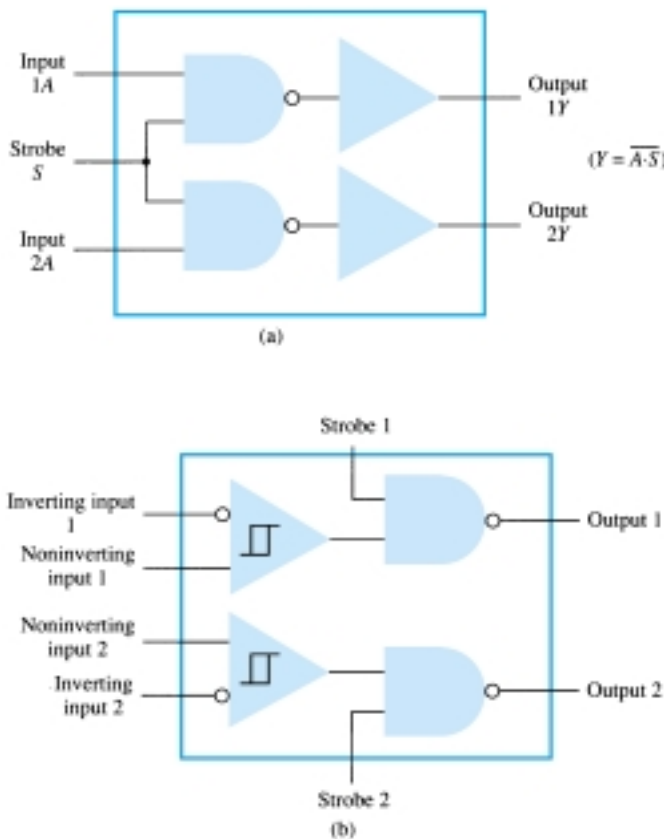 Input
1A
Output
1Y
Strobe
S
(Y = \overline{A·S})
Input
2A
Output
2Y
(a)
Strobe 1
Inverting input
1
Output 1
Noninverting
input 1
Noninverting
input 2
Inverting
input 2
Output 2
Strobe 2
(b)